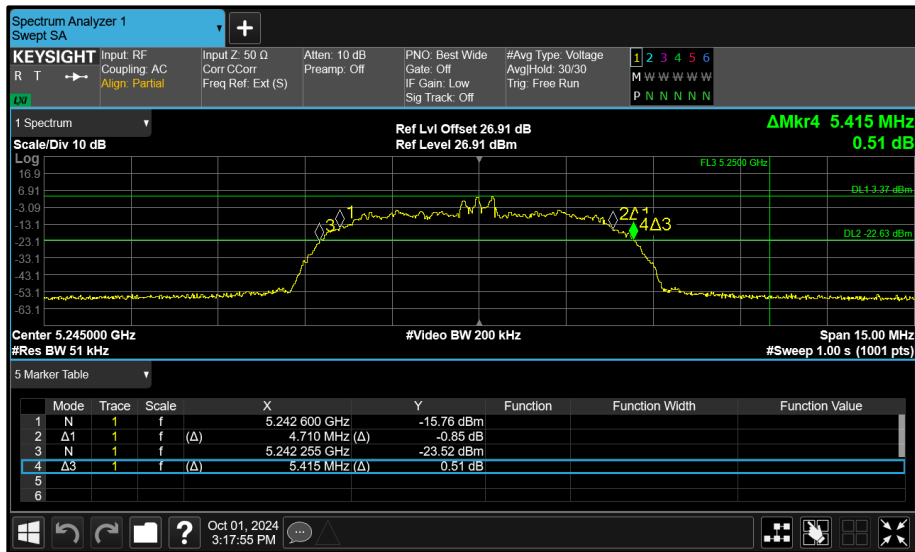 Spectrum Analyzer 1
Swept SA
+
KEYSIGHT
R T
LXI
Input: RF
Coupling: AC
Align: Partial
Input Z: 50 Ω
Corr CCorr
Freq Ref: Ext (S)
Atten: 10 dB
Preamp: Off
PNO: Best Wide
Gate: Off
IF Gain: Low
Sig Track: Off
#Avg Type: Voltage
Avg|Hold: 30/30
Trig: Free Run
1 2 3 4 5 6
M W W W W W
P N N N N N
1 Spectrum
Scale/Div 10 dB
Ref Lvl Offset 26.91 dB
Ref Level 26.91 dBm
ΔMkr4 5.415 MHz
0.51 dB
Log
16.9
6.91
-3.09
-13.1
-23.1
-33.1
-43.1
-53.1
-63.1
FL3 5.2500 GHz
DL1 3.37 dBm
DL2 -22.63 dBm
3
1
2Δ1
4Δ3
Center 5.245000 GHz
#Res BW 51 kHz
#Video BW 200 kHz
Span 15.00 MHz
#Sweep 1.00 s (1001 pts)
5 Marker Table
Mode Trace Scale X Y Function Function Width Function Value
1 N 1 f 5.242 600 GHz -15.76 dBm
2 Δ1 1 f (Δ) 4.710 MHz (Δ) -0.85 dB
3 N 1 f 5.242 255 GHz -23.52 dBm
4 Δ3 1 f (Δ) 5.415 MHz (Δ) 0.51 dB
5
6
?
Oct 01, 2024
3:17:55 PM